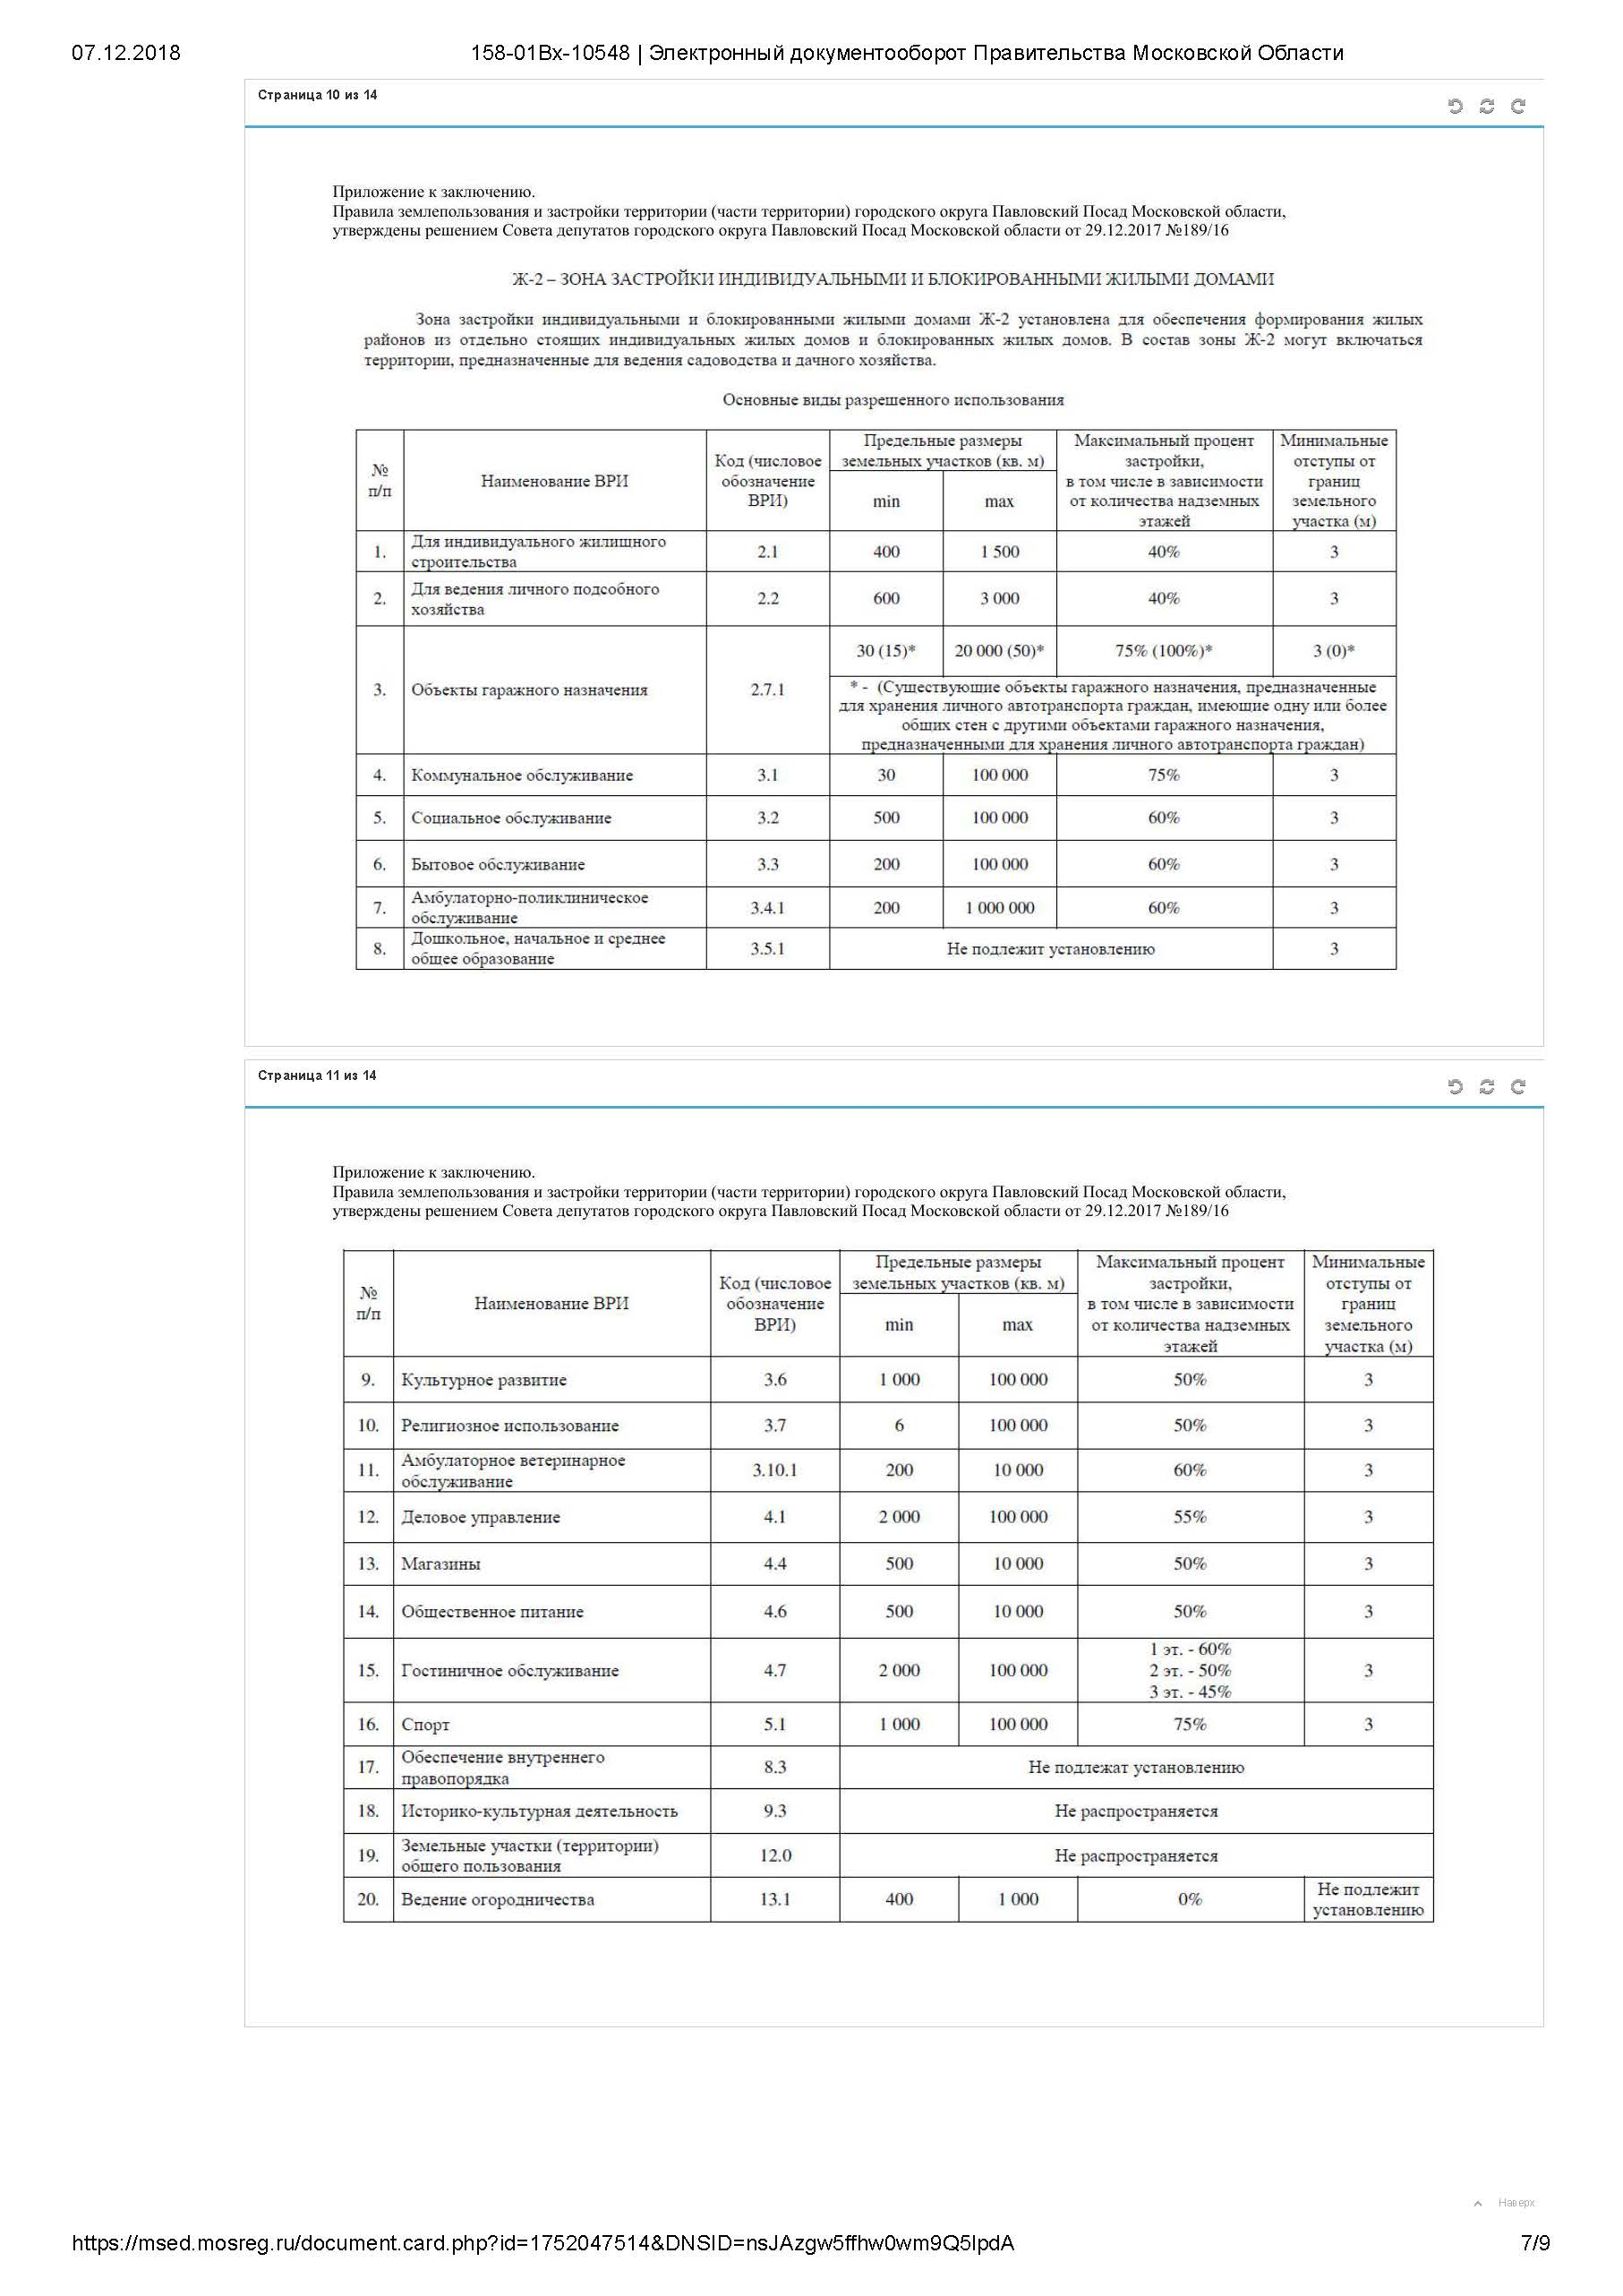 07.12.2018
158-01Вх-10548 | Электронный документооборот Правительства Московской Области
Страница 10 из 14
Приложение к заключению.
Правила землепользования и застройки территории (части территории) городского округа Павловский Посад Московской области,
утверждены решением Совета депутатов городского округа Павловский Посад Московской области от 29.12.2017 №189/16
Ж-2 – ЗОНА ЗАСТРОЙКИ ИНДИВИДУАЛЬНЫМИ И БЛОКИРОВАННЫМИ ЖИЛЫМИ ДОМАМИ
Зона застройки индивидуальными и блокированными жилыми домами Ж-2 установлена для обеспечения формирования жилых
районов из отдельно стоящих индивидуальных жилых домов и блокированных жилых домов. В состав зоны Ж-2 могут включаться
территории, предназначенные для ведения садоводства и дачного хозяйства.
Основные виды разрешенного использования
№
п/п
Наименование ВРИ
Код (числовое
обозначение
ВРИ)
Предельные размеры
земельных участков (кв. м)
min
max
Максимальный процент
застройки,
в том числе в зависимости
от количества надземных
этажей
Минимальные
отступы от
границ
земельного
участка (м)
1. Для индивидуального жилищного
строительства
2.1 400 1 500 40% 3
2. Для ведения личного подсобного
хозяйства
2.2 600 3 000 40% 3
3. Объекты гаражного назначения 2.7.1
30 (15)* 20 000 (50)* 75% (100%)* 3 (0)*
* - (Существующие объекты гаражного назначения, предназначенные
для хранения личного автотранспорта граждан, имеющие одну или более
общих стен с другими объектами гаражного назначения,
предназначенными для хранения личного автотранспорта граждан)
4. Коммунальное обслуживание 3.1 30 100 000 75% 3
5. Социальное обслуживание 3.2 500 100 000 60% 3
6. Бытовое обслуживание 3.3 200 100 000 60% 3
7. Амбулаторно-поликлиническое
обслуживание
3.4.1 200 1 000 000 60% 3
8. Дошкольное, начальное и среднее
общее образование
3.5.1 Не подлежит установлению 3
Страница 11 из 14
Приложение к заключению.
Правила землепользования и застройки территории (части территории) городского округа Павловский Посад Московской области,
утверждены решением Совета депутатов городского округа Павловский Посад Московской области от 29.12.2017 №189/16
№
п/п
Наименование ВРИ
Код (числовое
обозначение
ВРИ)
Предельные размеры
земельных участков (кв. м)
min
max
Максимальный процент
застройки,
в том числе в зависимости
от количества надземных
этажей
Минимальные
отступы от
границ
земельного
участка (м)
9. Культурное развитие 3.6 1 000 100 000 50% 3
10. Религиозное использование 3.7 6 100 000 50% 3
11. Амбулаторное ветеринарное
обслуживание
3.10.1 200 10 000 60% 3
12. Деловое управление 4.1 2 000 100 000 55% 3
13. Магазины 4.4 500 10 000 50% 3
14. Общественное питание 4.6 500 10 000 50% 3
15. Гостиничное обслуживание 4.7 2 000 100 000
1 эт. - 60%
2 эт. - 50%
3 эт. - 45%
3
16. Спорт 5.1 1 000 100 000 75% 3
17. Обеспечение внутреннего
правопорядка
8.3 Не подлежат установлению
18. Историко-культурная деятельность 9.3 Не распространяется
19. Земельные участки (территории)
общего пользования
12.0 Не распространяется
20. Ведение огородничества 13.1 400 1 000 0%
Не подлежит
установлению
Наверх
https://msed.mosreg.ru/document.card.php?id=1752047514&DNSID=nsJAzgw5ffhw0wm9Q5lpdA
7/9